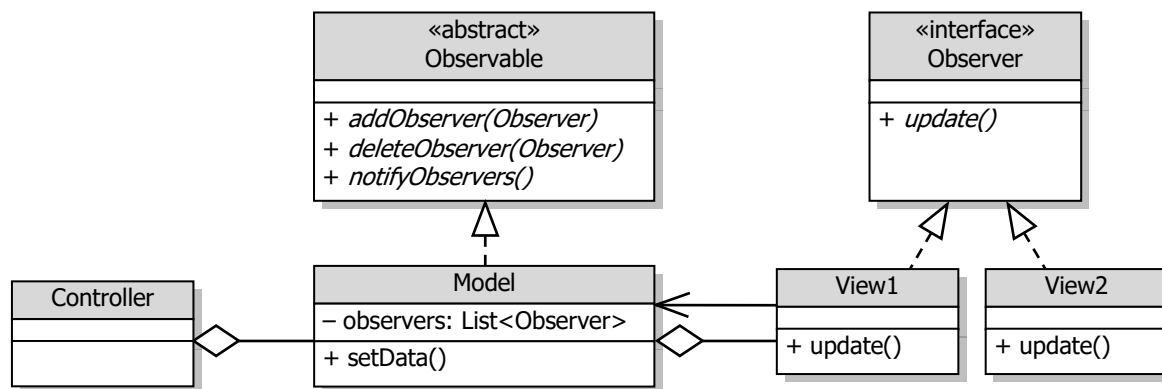 «abstract»
Observable
+ addObserver(Observer)
+ deleteObserver(Observer)
+ notifyObservers()
«interface»
Observer
+ update()
Controller
Model
– observers: List<Observer>
+ setData()
View1
+ update()
View2
+ update()